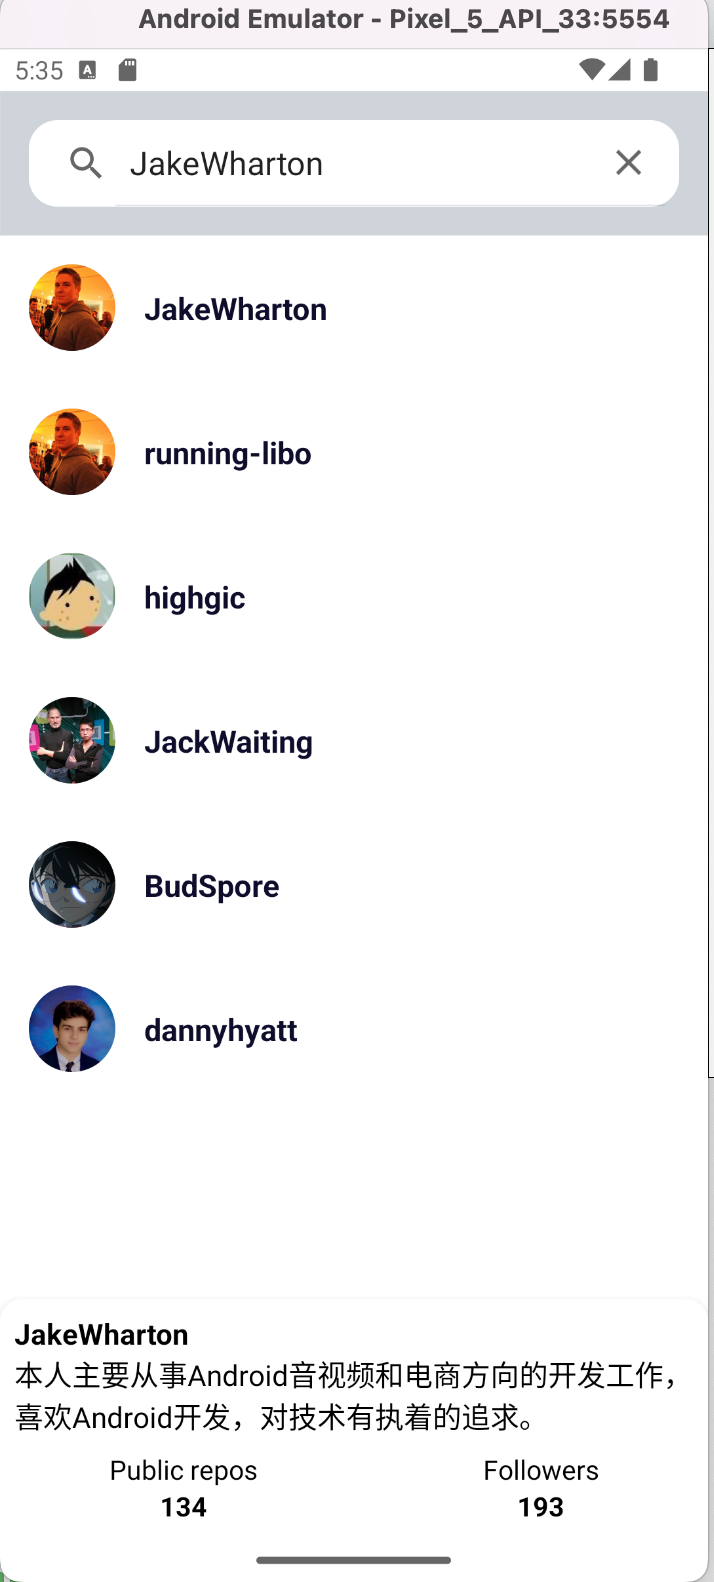 Android Emulator - Pixel_5_API_33:5554
5:35 A
JakeWharton
JakeWharton
running-libo
highgic
JackWaiting
BudSpore
dannyhyatt
JakeWharton
本人主要从事Android音视频和电商方向的开发工作，
喜欢Android开发，对技术有执着的追求。
Public repos Followers
134 193